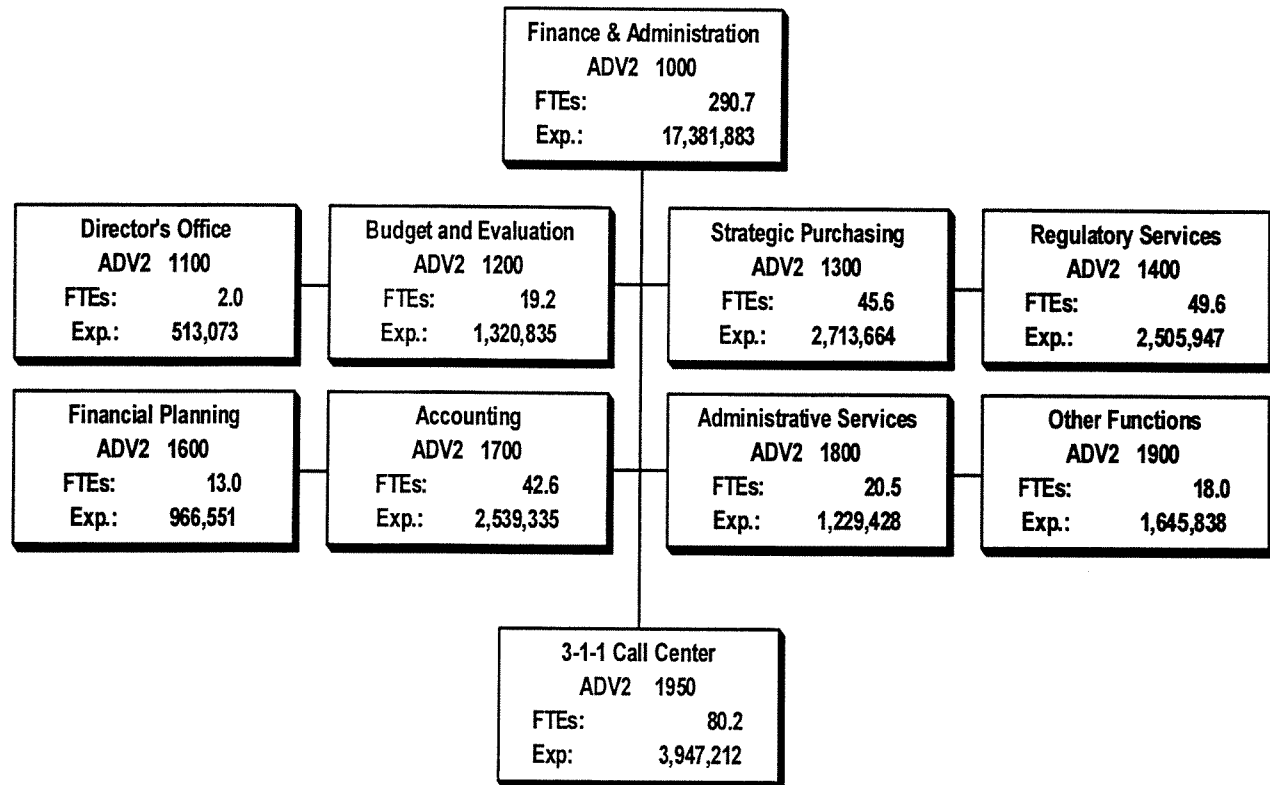 Finance & Administration
ADV2 1000
FTEs: 290.7
Exp.: 17,381,883
Director's Office
ADV2 1100
FTEs: 2.0
Exp.: 513,073
Budget and Evaluation
ADV2 1200
FTEs: 19.2
Exp.: 1,320,835
Strategic Purchasing
ADV2 1300
FTEs: 45.6
Exp.: 2,713,664
Regulatory Services
ADV2 1400
FTEs: 49.6
Exp.: 2,505,947
Financial Planning
ADV2 1600
FTEs: 13.0
Exp.: 966,551
Accounting
ADV2 1700
FTEs: 42.6
Exp.: 2,539,335
Administrative Services
ADV2 1800
FTEs: 20.5
Exp.: 1,229,428
Other Functions
ADV2 1900
FTEs: 18.0
Exp.: 1,645,838
3-1-1 Call Center
ADV2 1950
FTEs: 80.2
Exp: 3,947,212